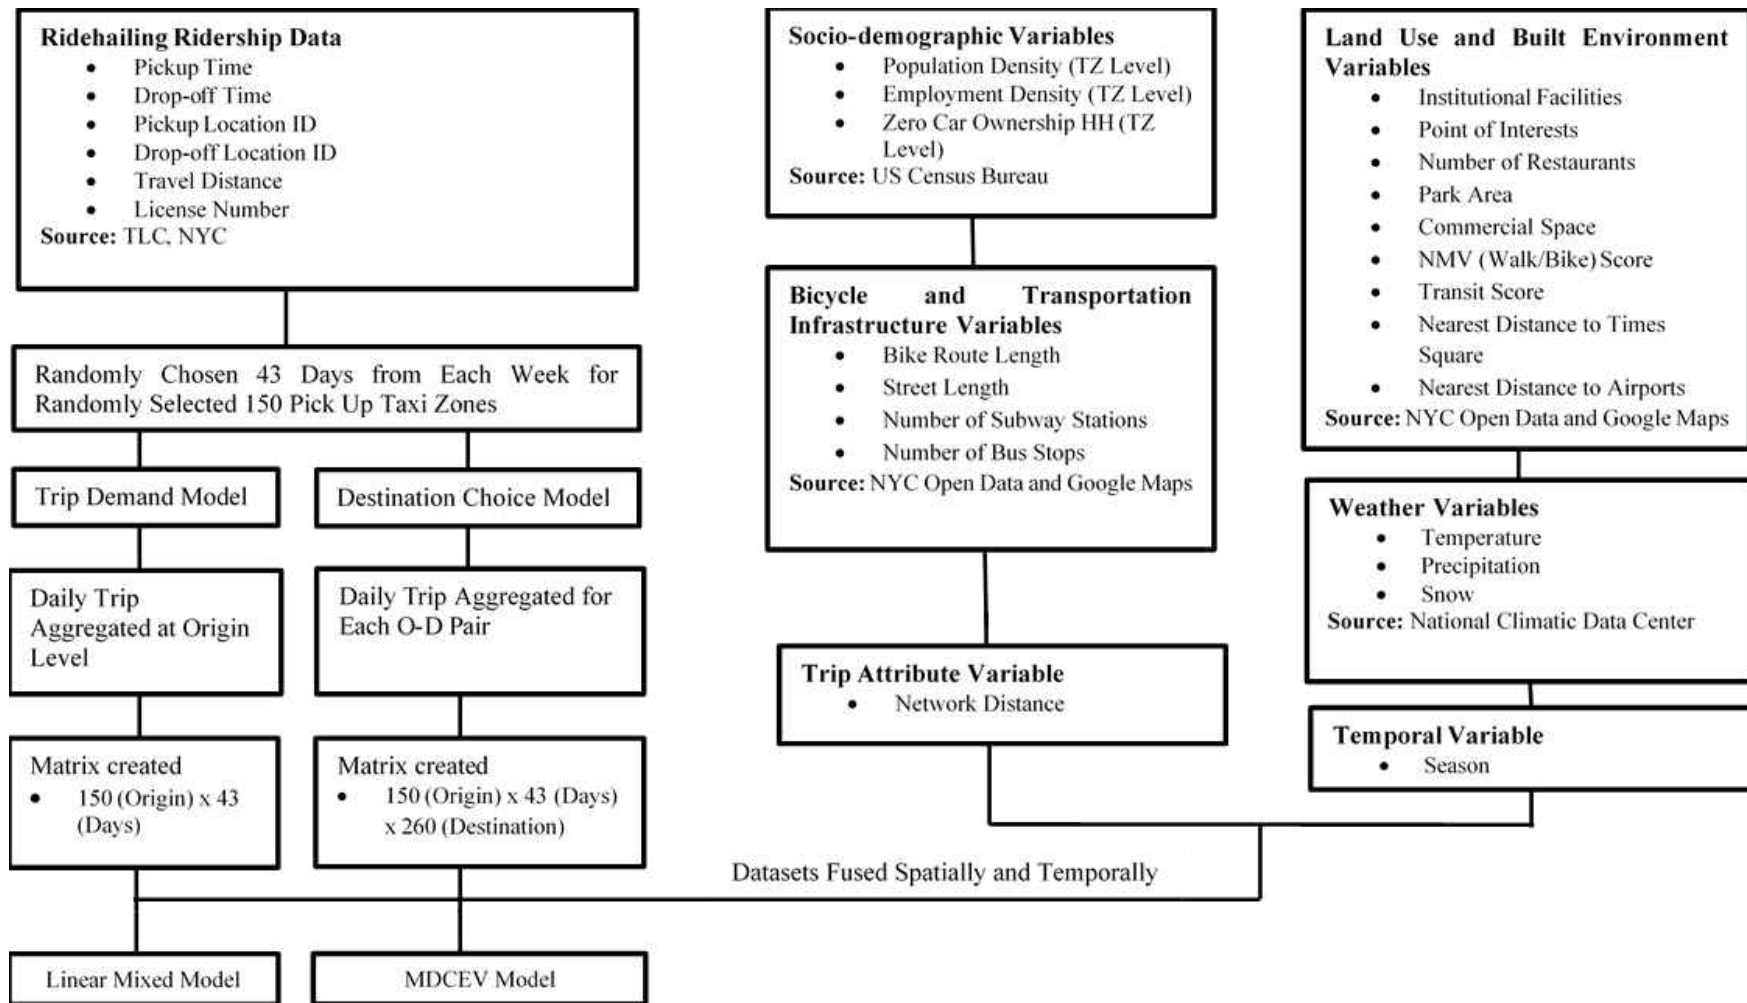 Ridehailing Ridership Data
• Pickup Time
• Drop-off Time
• Pickup Location ID
• Drop-off Location ID
• Travel Distance
• License Number
Source: TLC, NYC
Randomly Chosen 43 Days from Each Week for
Randomly Selected 150 Pick Up Taxi Zones
Trip Demand Model
Destination Choice Model
Daily Trip
Aggregated at Origin
Level
Daily Trip Aggregated for
Each O-D Pair
Matrix created
• 150 (Origin) x 43
(Days)
Matrix created
• 150 (Origin) x 43 (Days)
x 260 (Destination)
Linear Mixed Model
MDCEV Model
Socio-demographic Variables
• Population Density (TZ Level)
• Employment Density (TZ Level)
• Zero Car Ownership HH (TZ
Level)
Source: US Census Bureau
Bicycle and Transportation
Infrastructure Variables
• Bike Route Length
• Street Length
• Number of Subway Stations
• Number of Bus Stops
Source: NYC Open Data and Google Maps
Trip Attribute Variable
• Network Distance
Land Use and Built Environment
Variables
• Institutional Facilities
• Point of Interests
• Number of Restaurants
• Park Area
• Commercial Space
• NMV (Walk/Bike) Score
• Transit Score
• Nearest Distance to Times
Square
• Nearest Distance to Airports
Source: NYC Open Data and Google Maps
Weather Variables
• Temperature
• Precipitation
• Snow
Source: National Climatic Data Center
Temporal Variable
• Season
Datasets Fused Spatially and Temporally